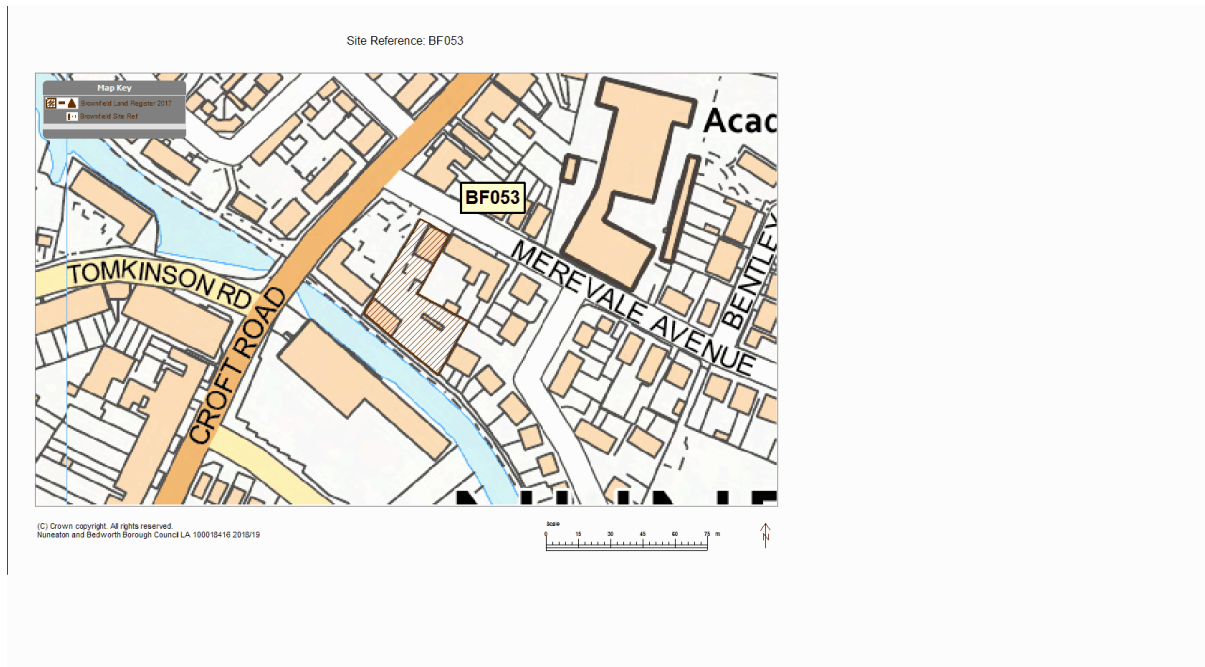 Site Reference: BF053
Map Key
Brownfield Land Register 2017
Brownfield Site Ref
Acad
BF053
MEREVALE AVENUE
BENTLEY
TOMKINSON RD
CROFT ROAD
(C) Crown copyright. All rights reserved.
Nuneaton and Bedworth Borough Council LA 100018416 2018/19
Scale
0 15 30 45 60 75 m
N